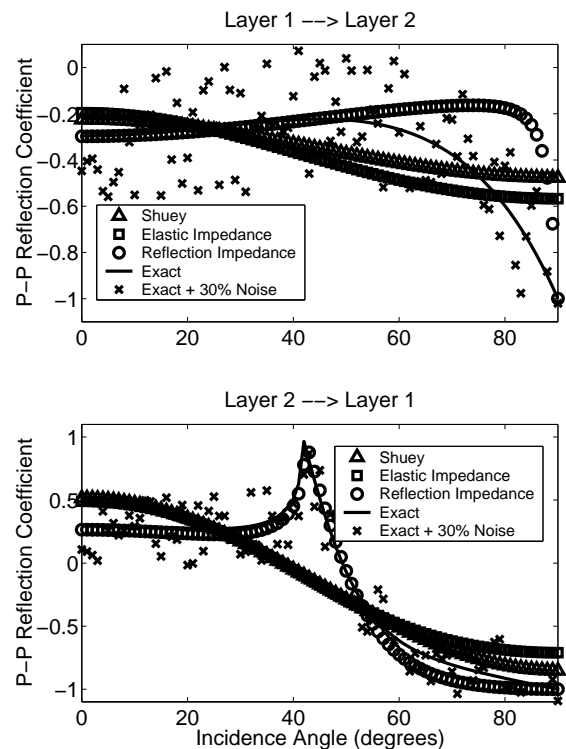 Layer 1 −−> Layer 2
P−P Reflection Coefficient
0
−0.2
−0.4
−0.6
−0.8
−1
Shuey
Elastic Impedance
Reflection Impedance
Exact
Exact + 30% Noise
0 20 40 60 80
Layer 2 −−> Layer 1
P−P Reflection Coefficient
1
0.5
0
−0.5
−1
Shuey
Elastic Impedance
Reflection Impedance
Exact
Exact + 30% Noise
0 20 40 60 80
Incidence Angle (degrees)